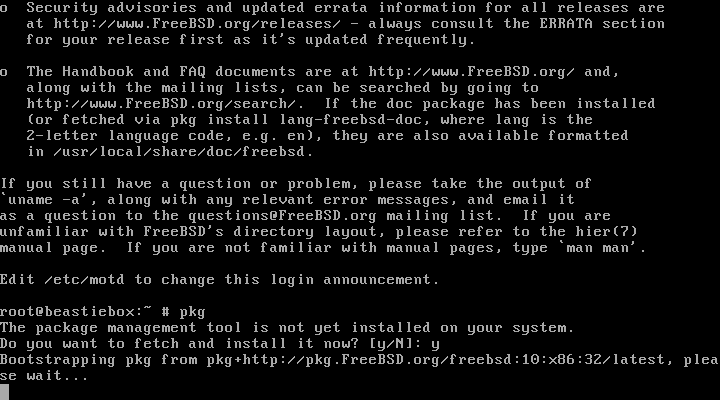 o  Security advisories and updated errata information for all releases are
   at http://www.FreeBSD.org/releases/ - always consult the ERRATA section
   for your release first as it's updated frequently.

o  The Handbook and FAQ documents are at http://www.FreeBSD.org/ and,
   along with the mailing lists, can be searched by going to
   http://www.FreeBSD.org/search/.  If the doc package has been installed
   (or fetched via pkg install lang-freebsd-doc, where lang is the
   2-letter language code, e.g. en), they are also available formatted
   in /usr/local/share/doc/freebsd.

If you still have a question or problem, please take the output of
`uname -a', along with any relevant error messages, and email it
as a question to the questions@FreeBSD.org mailing list.  If you are
unfamiliar with FreeBSD's directory layout, please refer to the hier(7)
manual page.  If you are not familiar with manual pages, type `man man'.

Edit /etc/motd to change this login announcement.

root@beastiebox:~ # pkg
The package management tool is not yet installed on your system.
Do you want to fetch and install it now? [y/N]: y
Bootstrapping pkg from pkg+http://pkg.FreeBSD.org/freebsd:10:x86:32/latest, plea
se wait...